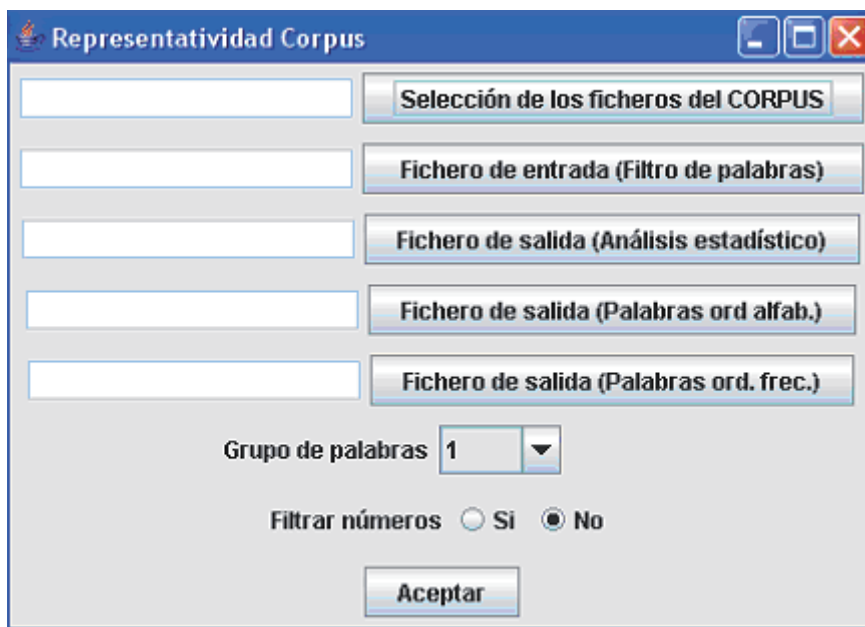 Representatividad Corpus
Selección de los ficheros del CORPUS
Fichero de entrada (Filtro de palabras)
Fichero de salida (Análisis estadístico)
Fichero de salida (Palabras ord alfab.)
Fichero de salida (Palabras ord. frec.)
Grupo de palabras 1
Filtrar números Si No
Aceptar